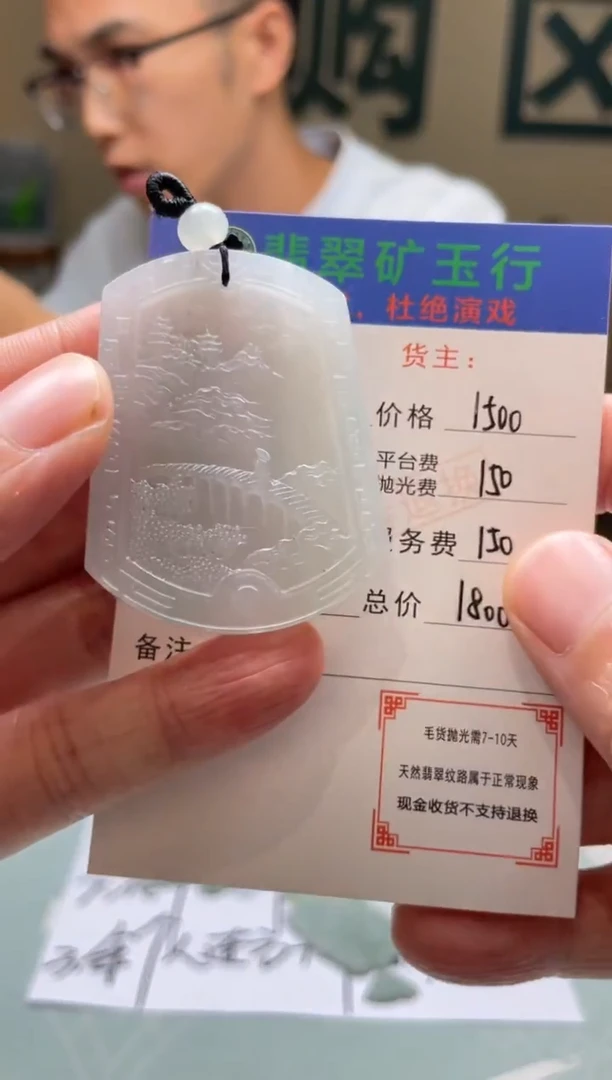 购区
翡翠矿玉行
杜绝演戏
货主：
价格 1500
平台费
抛光费 150
务费 150
总价 1800
备注
毛货抛光需7-10天
天然翡翠纹路属于正常现象
现金收货不支持退换